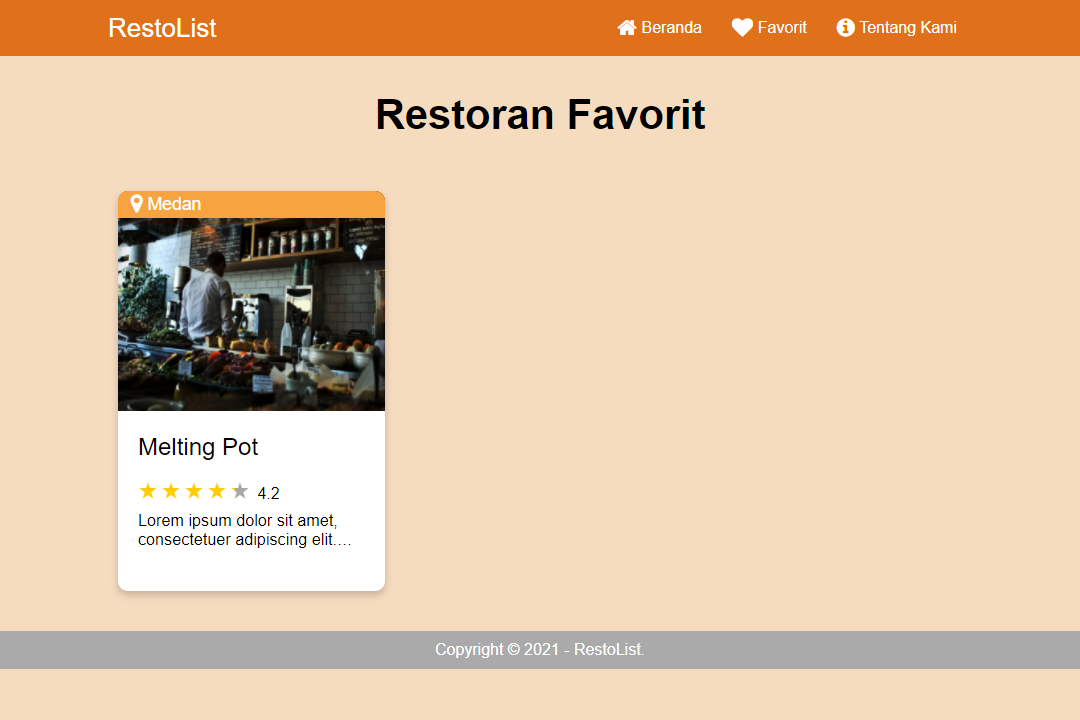 RestoList
Beranda
Favorit
Tentang Kami
Restoran Favorit
Medan
Melting Pot
4.2
Lorem ipsum dolor sit amet,
consectetuer adipiscing elit.…
Copyright © 2021 - RestoList.